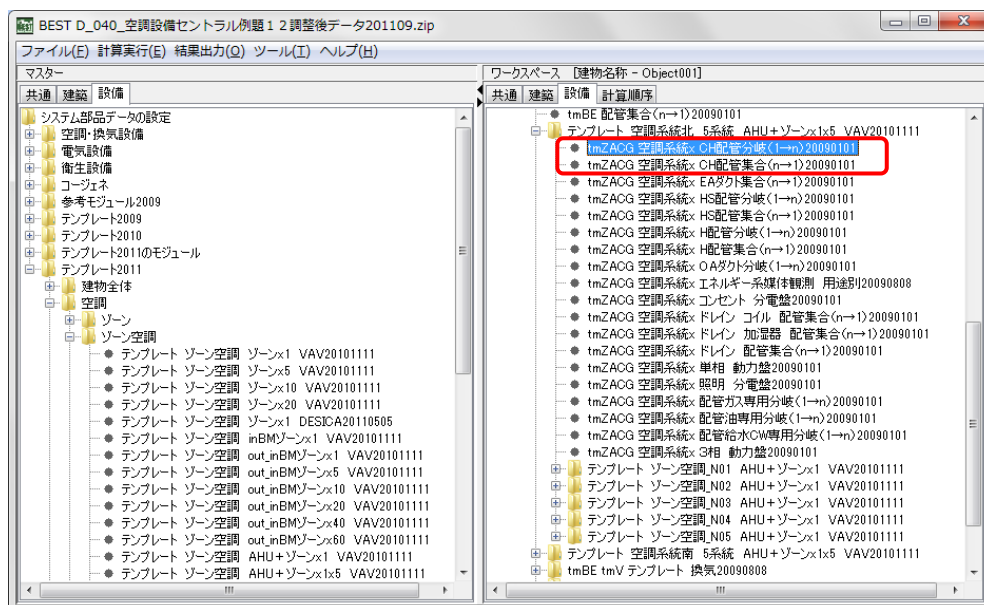 BEST D_040_空調設備セントラル例題12調整後データ201109.zip
ファイル(F) 計算実行(E) 結果出力(O) ツール(T) ヘルプ(H)
マスター
共通 建築 設備
システム部品データの設定
空調・換気設備
電気設備
衛生設備
コージェネ
参考モジュール2009
テンプレート2009
テンプレート2010
テンプレート2011のモジュール
テンプレート2011
建物全体
空調
ゾーン
ゾーン空調
テンプレート ゾーン空調 ゾーンx1 VAV20101111
テンプレート ゾーン空調 ゾーンx5 VAV20101111
テンプレート ゾーン空調 ゾーンx10 VAV20101111
テンプレート ゾーン空調 ゾーンx20 VAV20101111
テンプレート ゾーン空調 ゾーンx1 DESICA20110505
テンプレート ゾーン空調 inBMゾーンx1 VAV20101111
テンプレート ゾーン空調 out_inBMゾーンx1 VAV20101111
テンプレート ゾーン空調 out_inBMゾーンx5 VAV20101111
テンプレート ゾーン空調 out_inBMゾーンx10 VAV20101111
テンプレート ゾーン空調 out_inBMゾーンx20 VAV20101111
テンプレート ゾーン空調 out_inBMゾーンx40 VAV20101111
テンプレート ゾーン空調 out_inBMゾーンx60 VAV20101111
テンプレート ゾーン空調 AHU+ゾーンx1 VAV20101111
テンプレート ゾーン空調 AHU+ゾーンx1x5 VAV20101111
ワークスペース [建物名称 - Object001]
共通 建築 設備 計算順序
tmBE 配管集合(n→1)20090101
テンプレート 空調系統北 5系統 AHU+ゾーンx1x5 VAV20101111
tmZACG 空調系統x CH配管分岐(1→n)20090101
tmZACG 空調系統x CH配管集合(n→1)20090101
tmZACG 空調系統x EAダクト集合(n→1)20090101
tmZACG 空調系統x HS配管分岐(1→n)20090101
tmZACG 空調系統x HS配管集合(n→1)20090101
tmZACG 空調系統x H配管分岐(1→n)20090101
tmZACG 空調系統x H配管集合(n→1)20090101
tmZACG 空調系統x OAダクト分岐(1→n)20090101
tmZACG 空調系統x エネルギー系媒体観測 用途別20090808
tmZACG 空調系統x コンセント 分電盤20090101
tmZACG 空調系統x ドレイン コイル 配管集合(n→1)20090101
tmZACG 空調系統x ドレイン 加湿器 配管集合(n→1)20090101
tmZACG 空調系統x ドレイン 配管集合(n→1)20090101
tmZACG 空調系統x 単相 動力盤20090101
tmZACG 空調系統x 照明 分電盤20090101
tmZACG 空調系統x 配管ガス専用分岐(1→n)20090101
tmZACG 空調系統x 配管油専用分岐(1→n)20090101
tmZACG 空調系統x 配管給水CW専用分岐(1→n)20090101
tmZACG 空調系統x 3相 動力盤20090101
テンプレート ゾーン空調_N01 AHU+ゾーンx1 VAV20101111
テンプレート ゾーン空調_N02 AHU+ゾーンx1 VAV20101111
テンプレート ゾーン空調_N03 AHU+ゾーンx1 VAV20101111
テンプレート ゾーン空調_N04 AHU+ゾーンx1 VAV20101111
テンプレート ゾーン空調_N05 AHU+ゾーンx1 VAV20101111
テンプレート 空調系統南 5系統 AHU+ゾーンx1x5 VAV20101111
tmBE tmV テンプレート 換気20090808